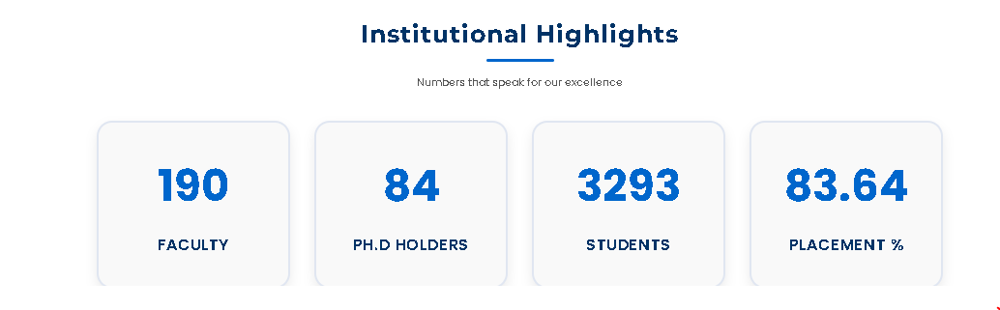 Institutional Highlights
Numbers that speak for our excellence
190
FACULTY
84
PH.D HOLDERS
3293
STUDENTS
83.64
PLACEMENT %